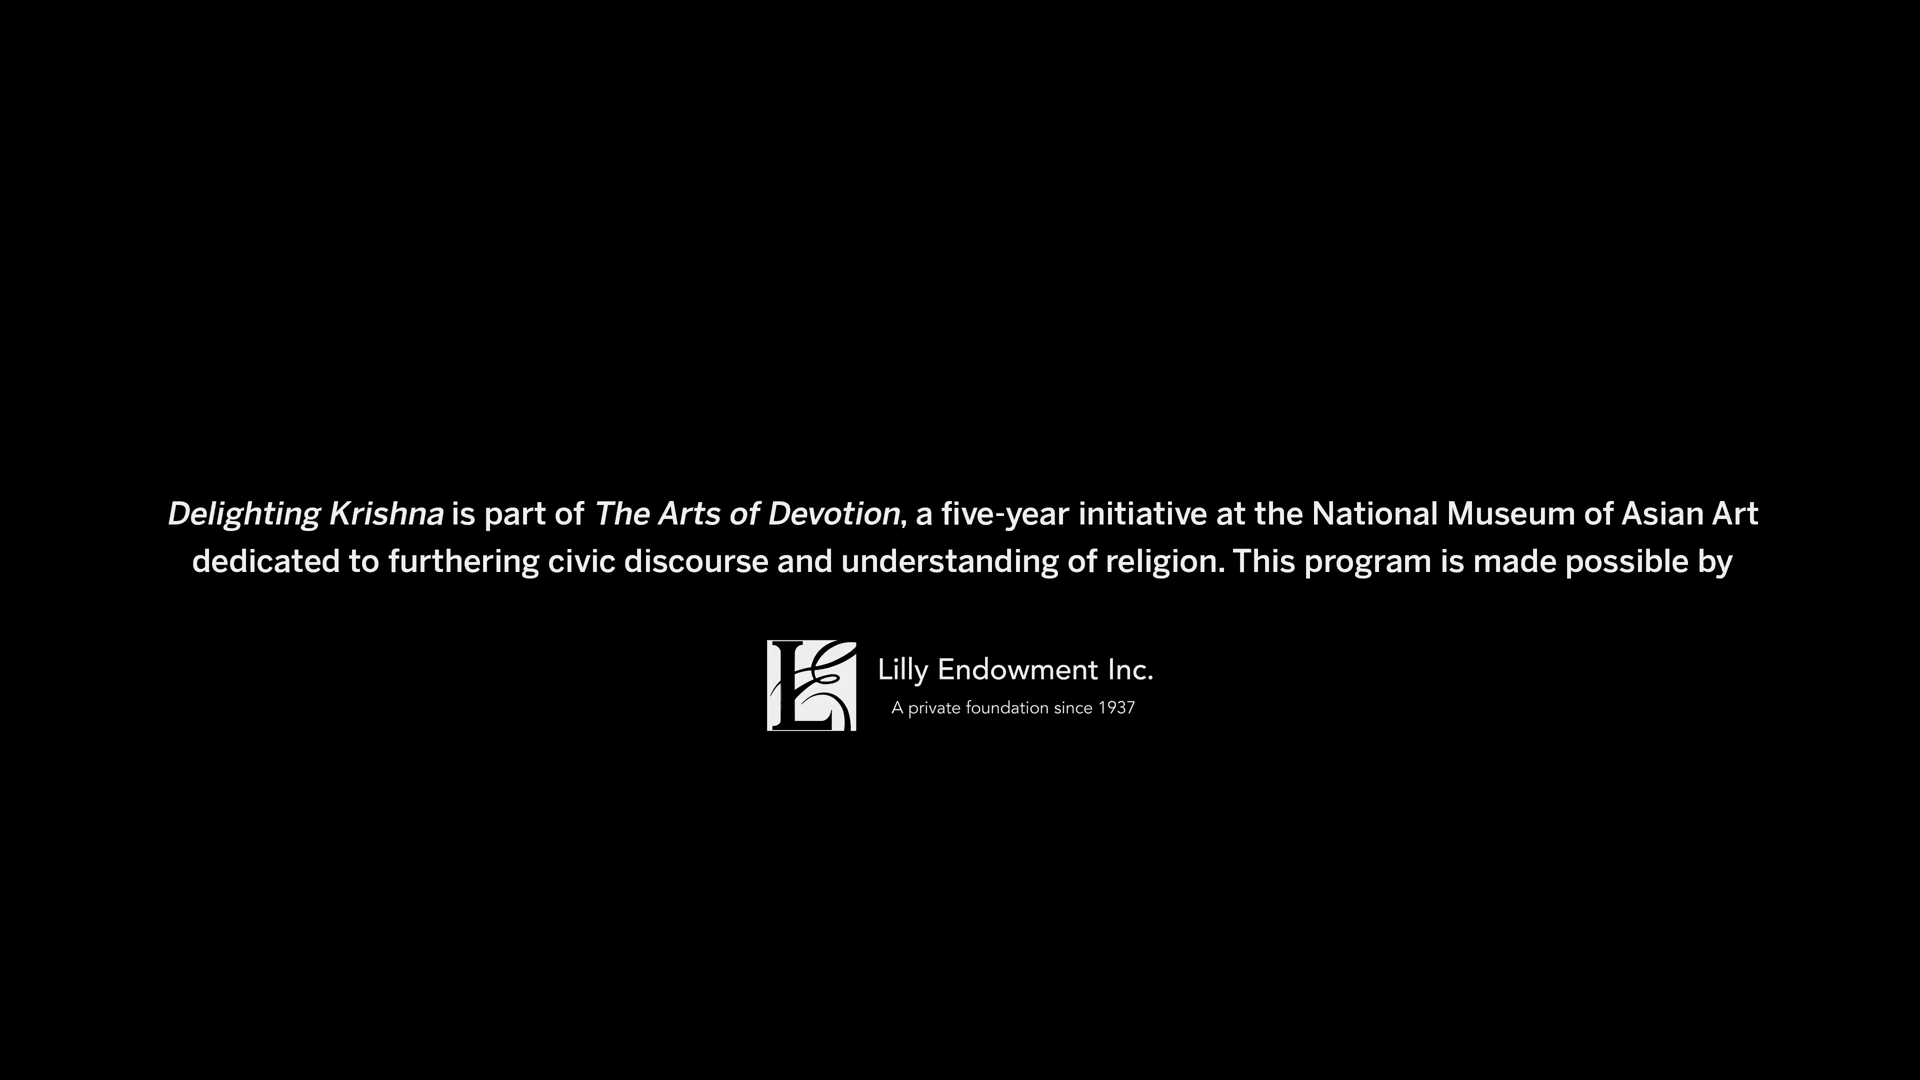 Delighting Krishna is part of The Arts of Devotion, a five-year initiative at the National Museum of Asian Art
dedicated to furthering civic discourse and understanding of religion. This program is made possible by
Lilly Endowment Inc.
A private foundation since 1937